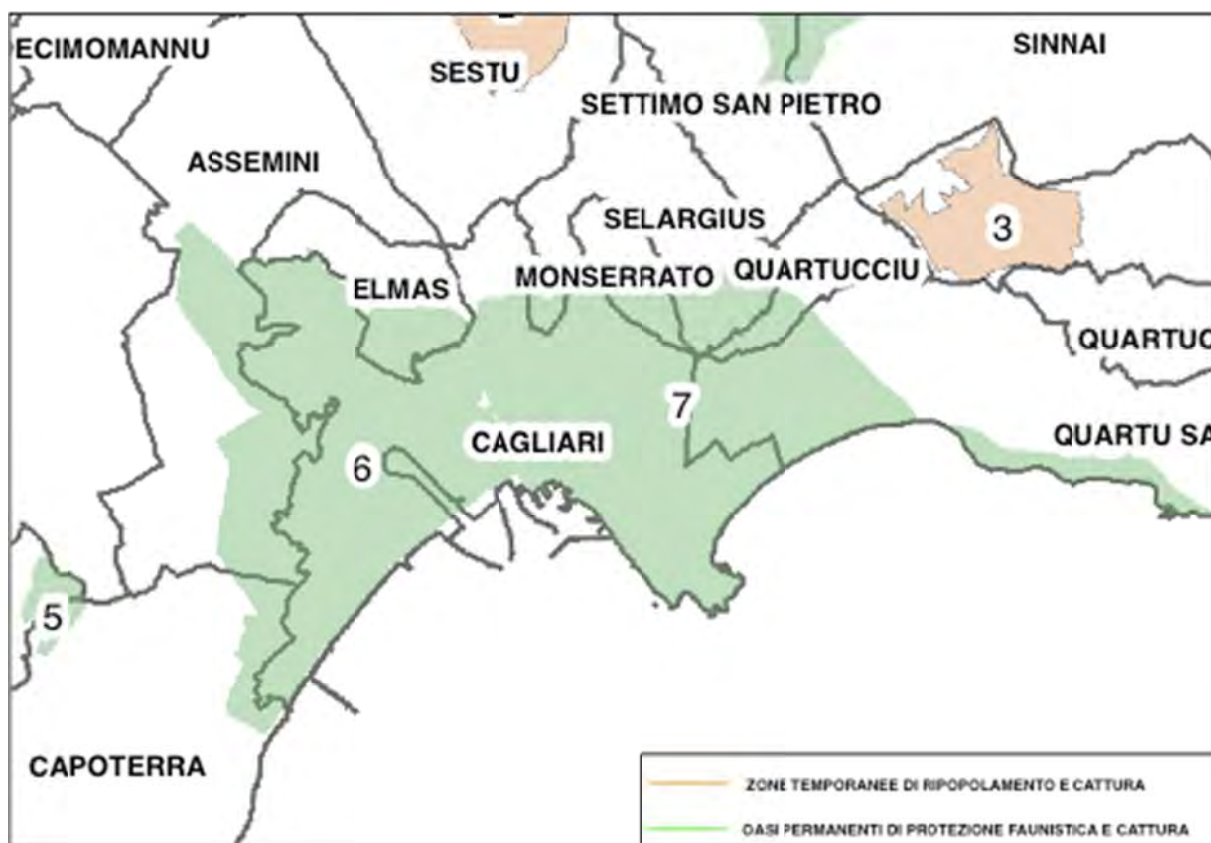 ECIMOMANNU
SINNAI
SESTU
SETTIMO SAN PIETRO
ASSEMINI
SELARGIUS
3
MONSERRATO
QUARTUCCIU
ELMAS
QUARTUC
7
QUARTU SA
CAGLIARI
6
5
CAPOTERRA
ZONE TEMPORANEE DI RIPOPOLAMENTO E CATTURA
OASI PERMANENTI DI PROTEZIONE FAUNISTICA E CATTURA